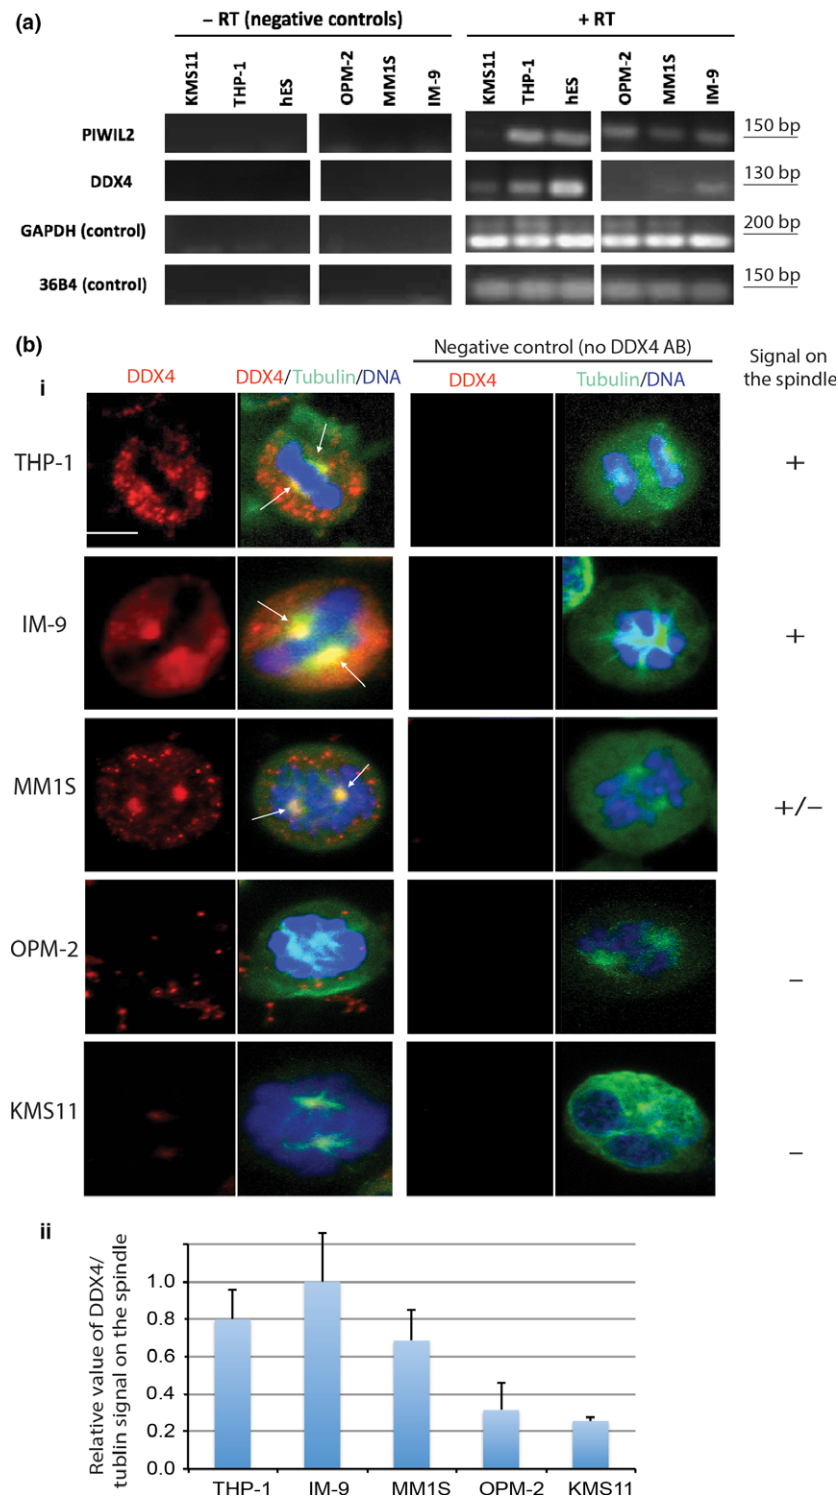 (a)
– RT (negative controls)
+ RT
KMS11
THP-1
hES
OPM-2
MM1S
IM-9
KMS11
THP-1
hES
OPM-2
MM1S
IM-9
PIWIL2
150 bp
DDX4
130 bp
GAPDH (control)
200 bp
36B4 (control)
150 bp
(b)
Negative control (no DDX4 AB)
Signal on
the spindle
i
DDX4
DDX4/Tubulin/DNA
DDX4
Tubulin/DNA
THP-1
+
IM-9
+
MM1S
+/–
OPM-2
–
KMS11
–
ii
Relative value of DDX4/
tublin signal on the spindle
1.0
0.8
0.6
0.4
0.2
0.0
THP-1
IM-9
MM1S
OPM-2
KMS11